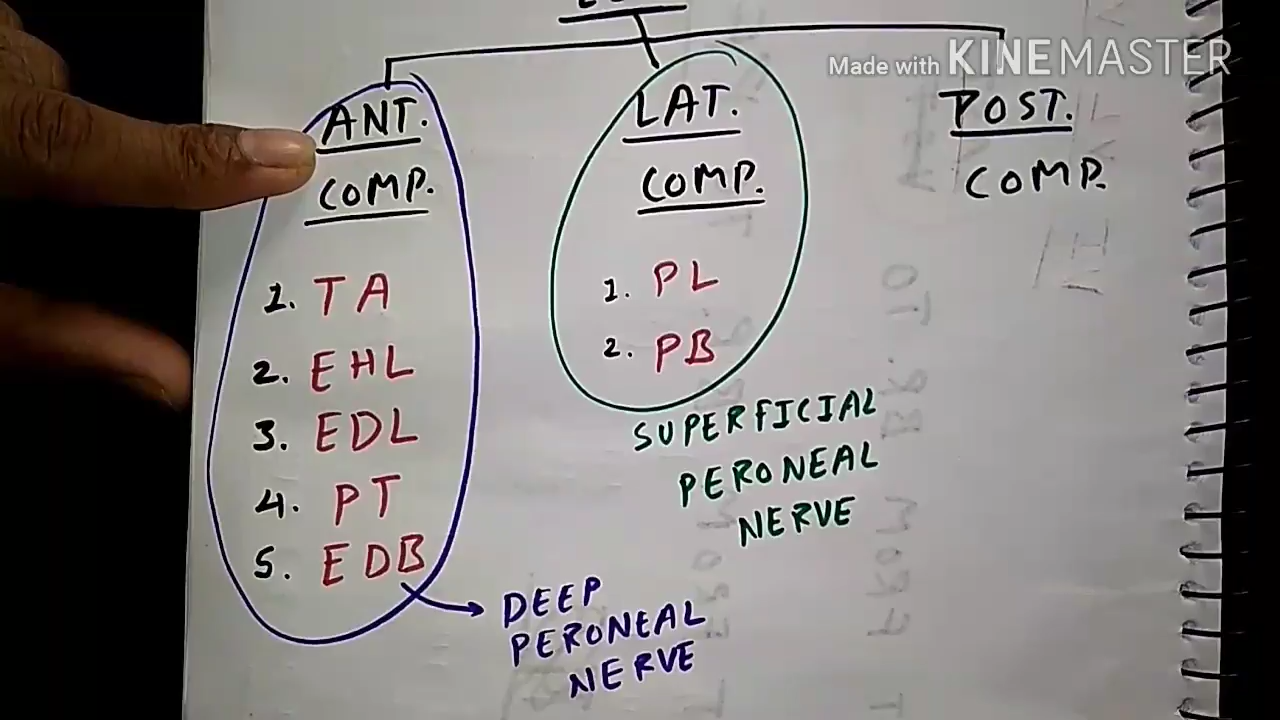 Made with KINEMASTER
ANT.
COMP.
1. TA
2. EHL
3. EDL
4. PT
5. EDB
DEEP
PERONEAL
NERVE
LAT.
COMP.
1. PL
2. PB
SUPERFICIAL
PERONEAL
NERVE
POST.
COMP.